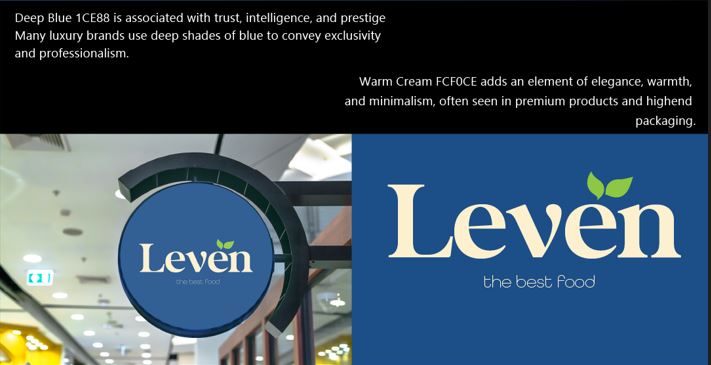 Deep Blue 1CE88 is associated with trust, intelligence, and prestige
Many luxury brands use deep shades of blue to convey exclusivity
and professionalism.
Warm Cream FCF0CE adds an element of elegance, warmth,
and minimalism, often seen in premium products and highend
packaging.
Leven
the best food
Leven
the best food